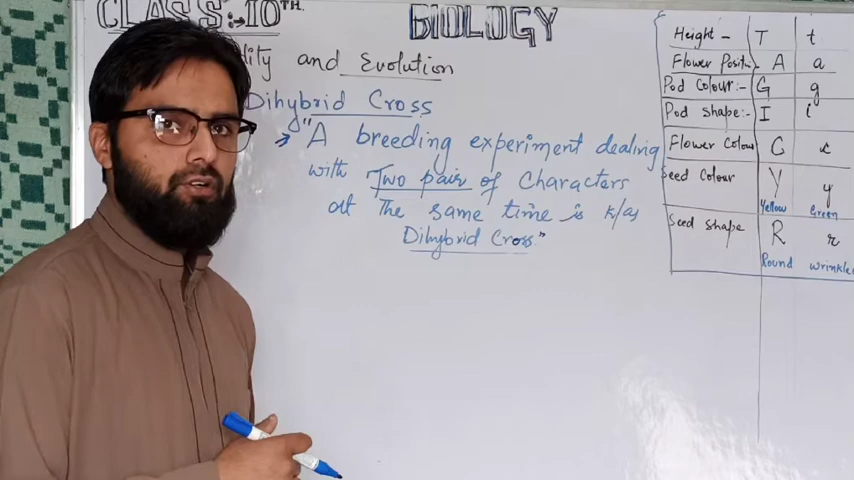 CLASS :→ 10TH.
BIOLOGY
and Evolution
Dihybrid Cross
→ "A breeding experiment dealing
with Two pair of Characters
at The same time is k/as
Dihybrid Cross"
Height - T t
Flower Posit:- A a
Pod Colour:- G g
Pod shape:- I i
Flower Colour C c
Seed Colour Y y
Yellow Green
Seed shape R r
Round wrinkle